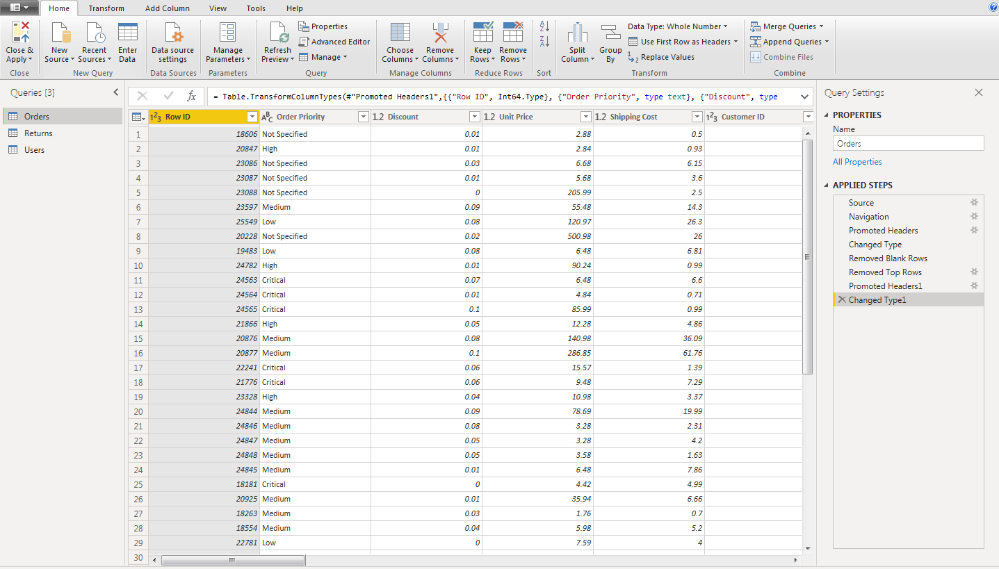 Home Transform Add Column View Tools Help
Close & Apply
New Source
Recent Sources
Enter Data
Data source settings
Manage Parameters
Refresh Preview
Properties
Advanced Editor
Manage
Choose Columns
Remove Columns
Keep Rows
Remove Rows
Split Column
Group By
Data Type: Whole Number
Use First Row as Headers
Replace Values
Merge Queries
Append Queries
Combine Files
Close New Query Data Sources Parameters Query Manage Columns Reduce Rows Sort Transform Combine
Queries [3]
Orders
Returns
Users
fx = Table.TransformColumnTypes(#"Promoted Headers1",{{"Row ID", Int64.Type}, {"Order Priority", type text}, {"Discount", type
123 Row ID ABC Order Priority 1.2 Discount 1.2 Unit Price 1.2 Shipping Cost 123 Customer ID
1 18606 Not Specified 0.01 2.88 0.5
2 20847 High 0.01 2.84 0.93
3 23086 Not Specified 0.03 6.68 6.15
4 23087 Not Specified 0.01 5.68 3.6
5 23088 Not Specified 0 205.99 2.5
6 23597 Medium 0.09 55.48 14.3
7 25549 Low 0.08 120.97 26.3
8 20228 Not Specified 0.02 500.98 26
9 19483 Low 0.08 6.48 6.81
10 24782 High 0.01 90.24 0.99
11 24563 Critical 0.07 6.48 6.6
12 24564 Critical 0.01 4.84 0.71
13 24565 Critical 0.1 85.99 0.99
14 21866 High 0.05 12.28 4.86
15 20876 Medium 0.08 140.98 36.09
16 20877 Medium 0.1 286.85 61.76
17 22241 Critical 0.06 15.57 1.39
18 21776 Critical 0.06 9.48 7.29
19 23328 High 0.04 10.98 3.37
20 24844 Medium 0.09 78.69 19.99
21 24846 Medium 0.08 3.28 2.31
22 24847 Medium 0.05 3.28 4.2
23 24848 Medium 0.05 3.58 1.63
24 24845 Medium 0.01 6.48 7.86
25 18181 Critical 0 4.42 4.99
26 20925 Medium 0.01 35.94 6.66
27 18263 Medium 0.03 1.76 0.7
28 18554 Medium 0.04 5.98 5.2
29 22781 Low 0 7.59 4
30
Query Settings
PROPERTIES
Name
Orders
All Properties
APPLIED STEPS
Source
Navigation
Promoted Headers
Changed Type
Removed Blank Rows
Removed Top Rows
Promoted Headers1
Changed Type1